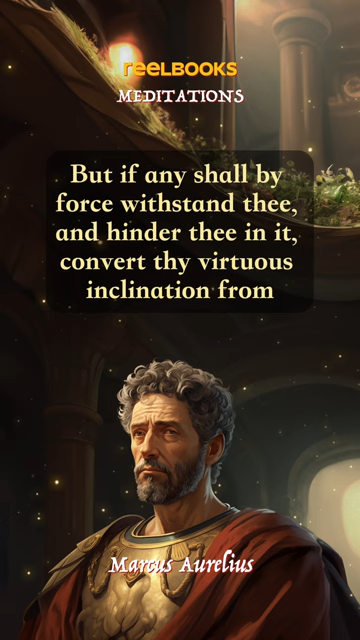 reelbooks
MEDITATIONS
But if any shall by
force withstand thee,
and hinder thee in it,
convert thy virtuous
inclination from
Marcus Aurelius